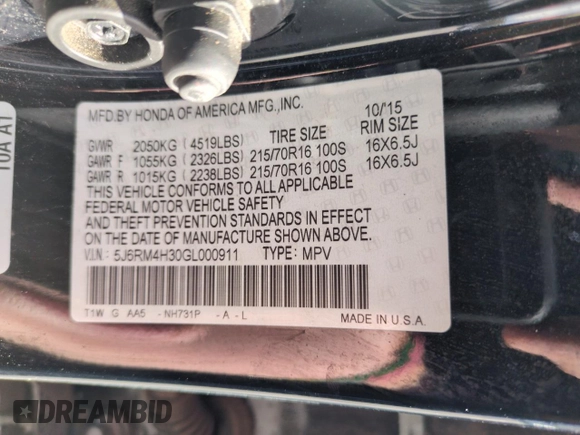 MFD.BY HONDA OF AMERICA MFG.,INC. 10/15
TIRE SIZE RIM SIZE
GVWR 2050KG (4519LBS)
GAWR F 1055KG (2326LBS) 215/70R16 100S 16X6.5J
GAWR R 1015KG (2238LBS) 215/70R16 100S 16X6.5J
THIS VEHICLE CONFORMS TO ALL APPLICABLE
FEDERAL MOTOR VEHICLE SAFETY
AND THEFT PREVENTION STANDARDS IN EFFECT
ON THE DATE OF MANUFACTURE SHOWN ABOVE.
V.I.N.: 5J6RM4H30GL000911 TYPE: MPV
T1W G AA5 - NH731P - A - L
MADE IN U.S.A.
10A A1
DREAMBID